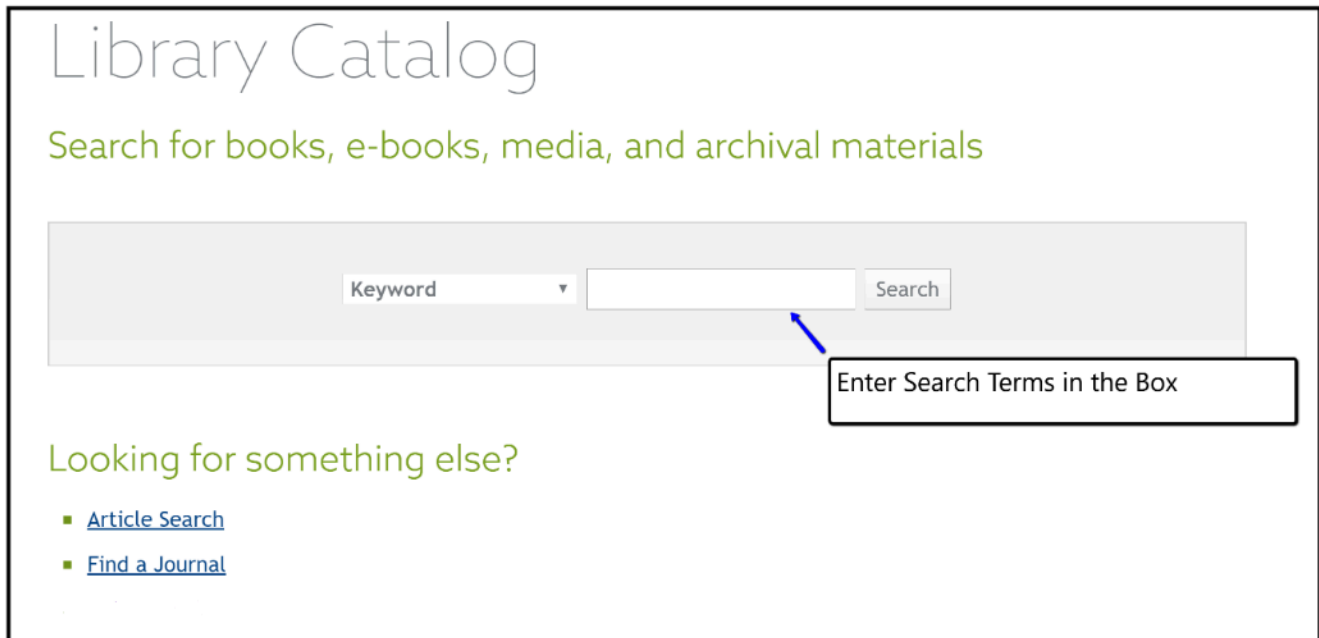 Library Catalog
Search for books, e-books, media, and archival materials
Keyword Search
Enter Search Terms in the Box
Looking for something else?
Article Search
Find a Journal